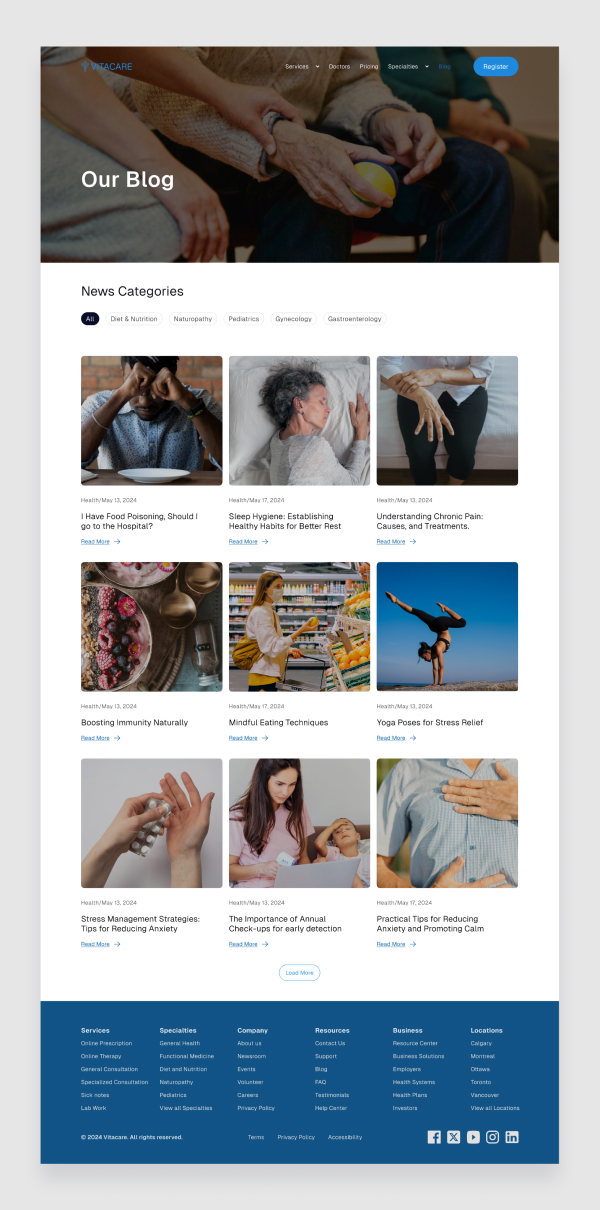 VITACARE
Services
Doctors
Pricing
Specialties
Blog
Register
Our Blog
News Categories
All
Diet & Nutrition
Naturopathy
Pediatrics
Gynecology
Gastroenterology
Health/May 13, 2024
I Have Food Poisoning, Should I
go to the Hospital?
Read More
Health/May 17, 2024
Sleep Hygiene: Establishing
Healthy Habits for Better Rest
Read More
Health/May 13, 2024
Understanding Chronic Pain:
Causes, and Treatments.
Read More
Health/May 13, 2024
Boosting Immunity Naturally
Read More
Health/May 17, 2024
Mindful Eating Techniques
Read More
Health/May 13, 2024
Yoga Poses for Stress Relief
Read More
Health/May 13, 2024
Stress Management Strategies:
Tips for Reducing Anxiety
Read More
Health/May 13, 2024
The Importance of Annual
Check-ups for early detection
Read More
Health/May 17, 2024
Practical Tips for Reducing
Anxiety and Promoting Calm
Read More
Load More
Services
Online Prescription
Online Therapy
General Consultation
Specialized Consultation
Sick notes
Lab Work
Specialties
General Health
Functional Medicine
Diet and Nutrition
Naturopathy
Pediatrics
View all Specialties
Company
About us
Newsroom
Events
Volunteer
Careers
Privacy Policy
Resources
Contact Us
Support
Blog
FAQ
Testimonials
Help Center
Business
Resource Center
Business Solutions
Employers
Health Systems
Health Plans
Investors
Locations
Calgary
Montreal
Ottawa
Toronto
Vancouver
View all Locations
© 2024 Vitacare. All rights reserved.
Terms
Privacy Policy
Accessibility